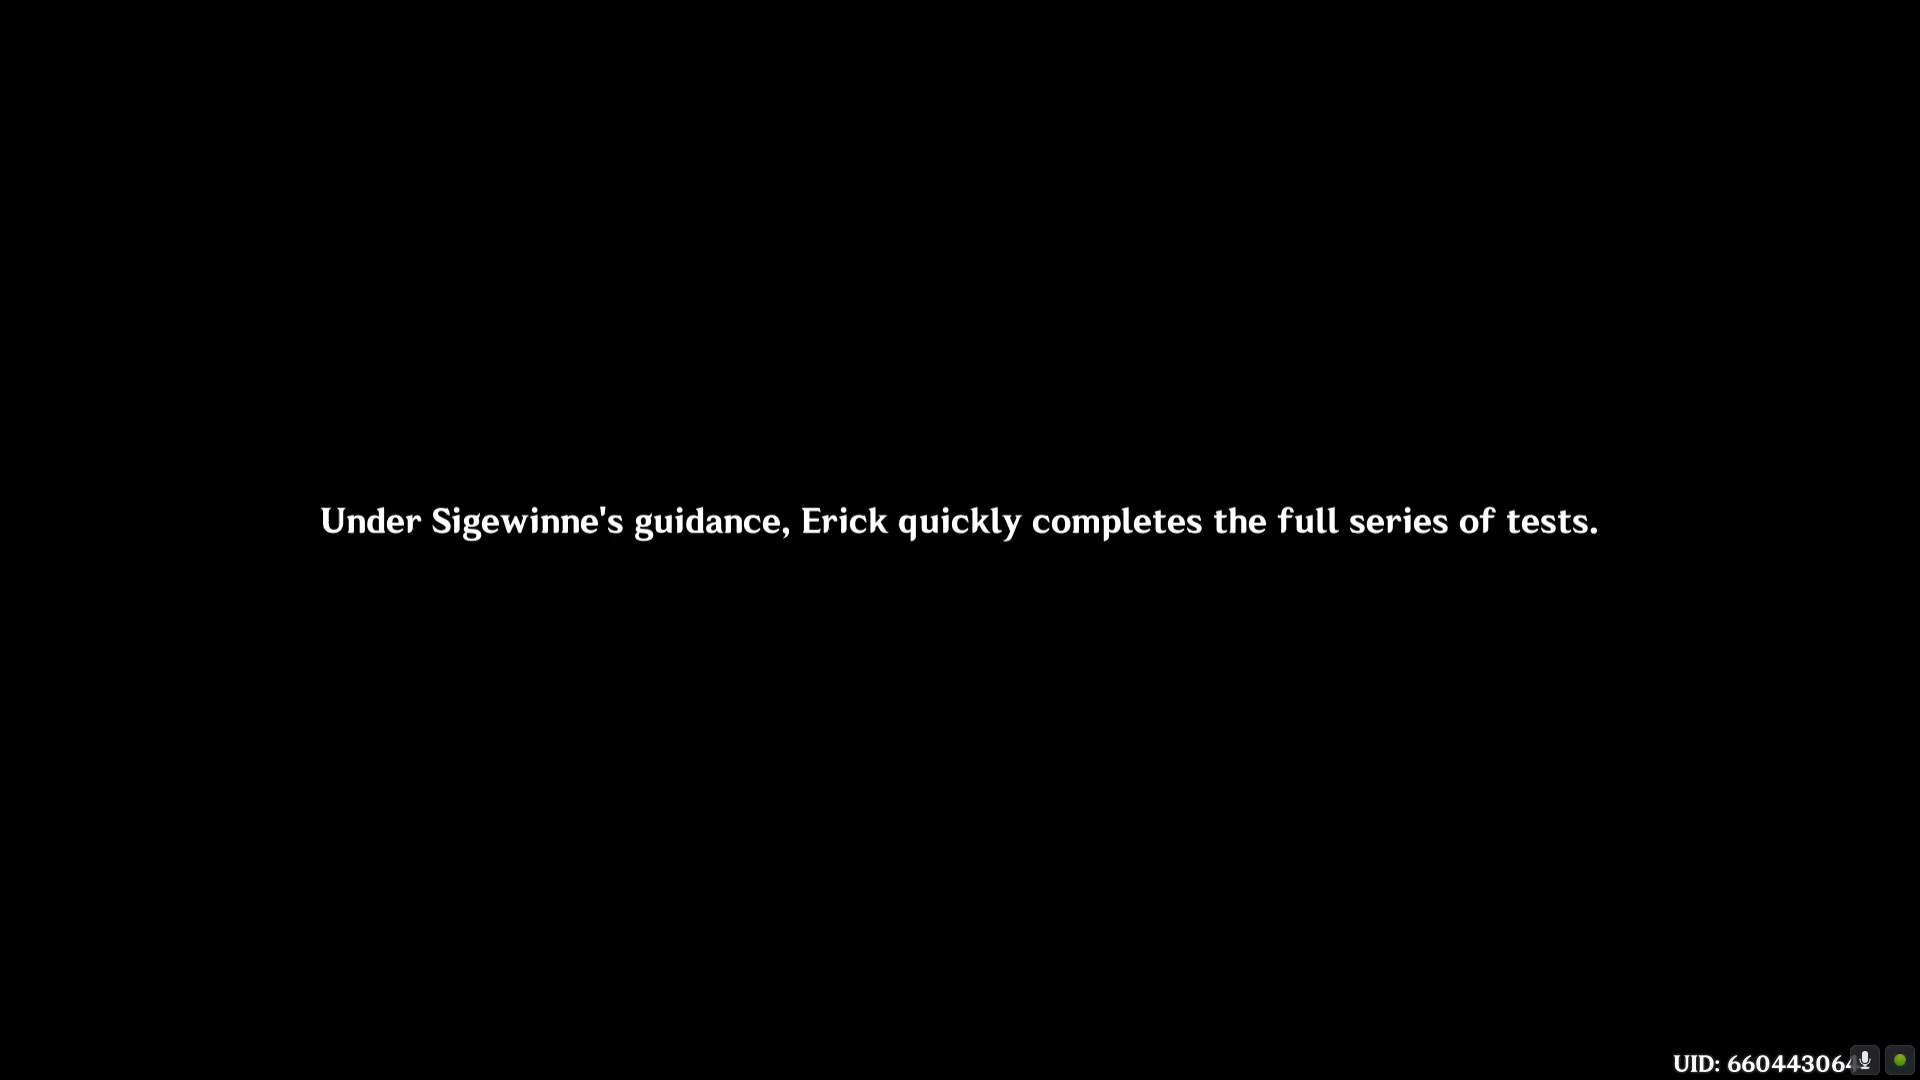 Under Sigewinne's guidance, Erick quickly completes the full series of tests.
UID: 66044306